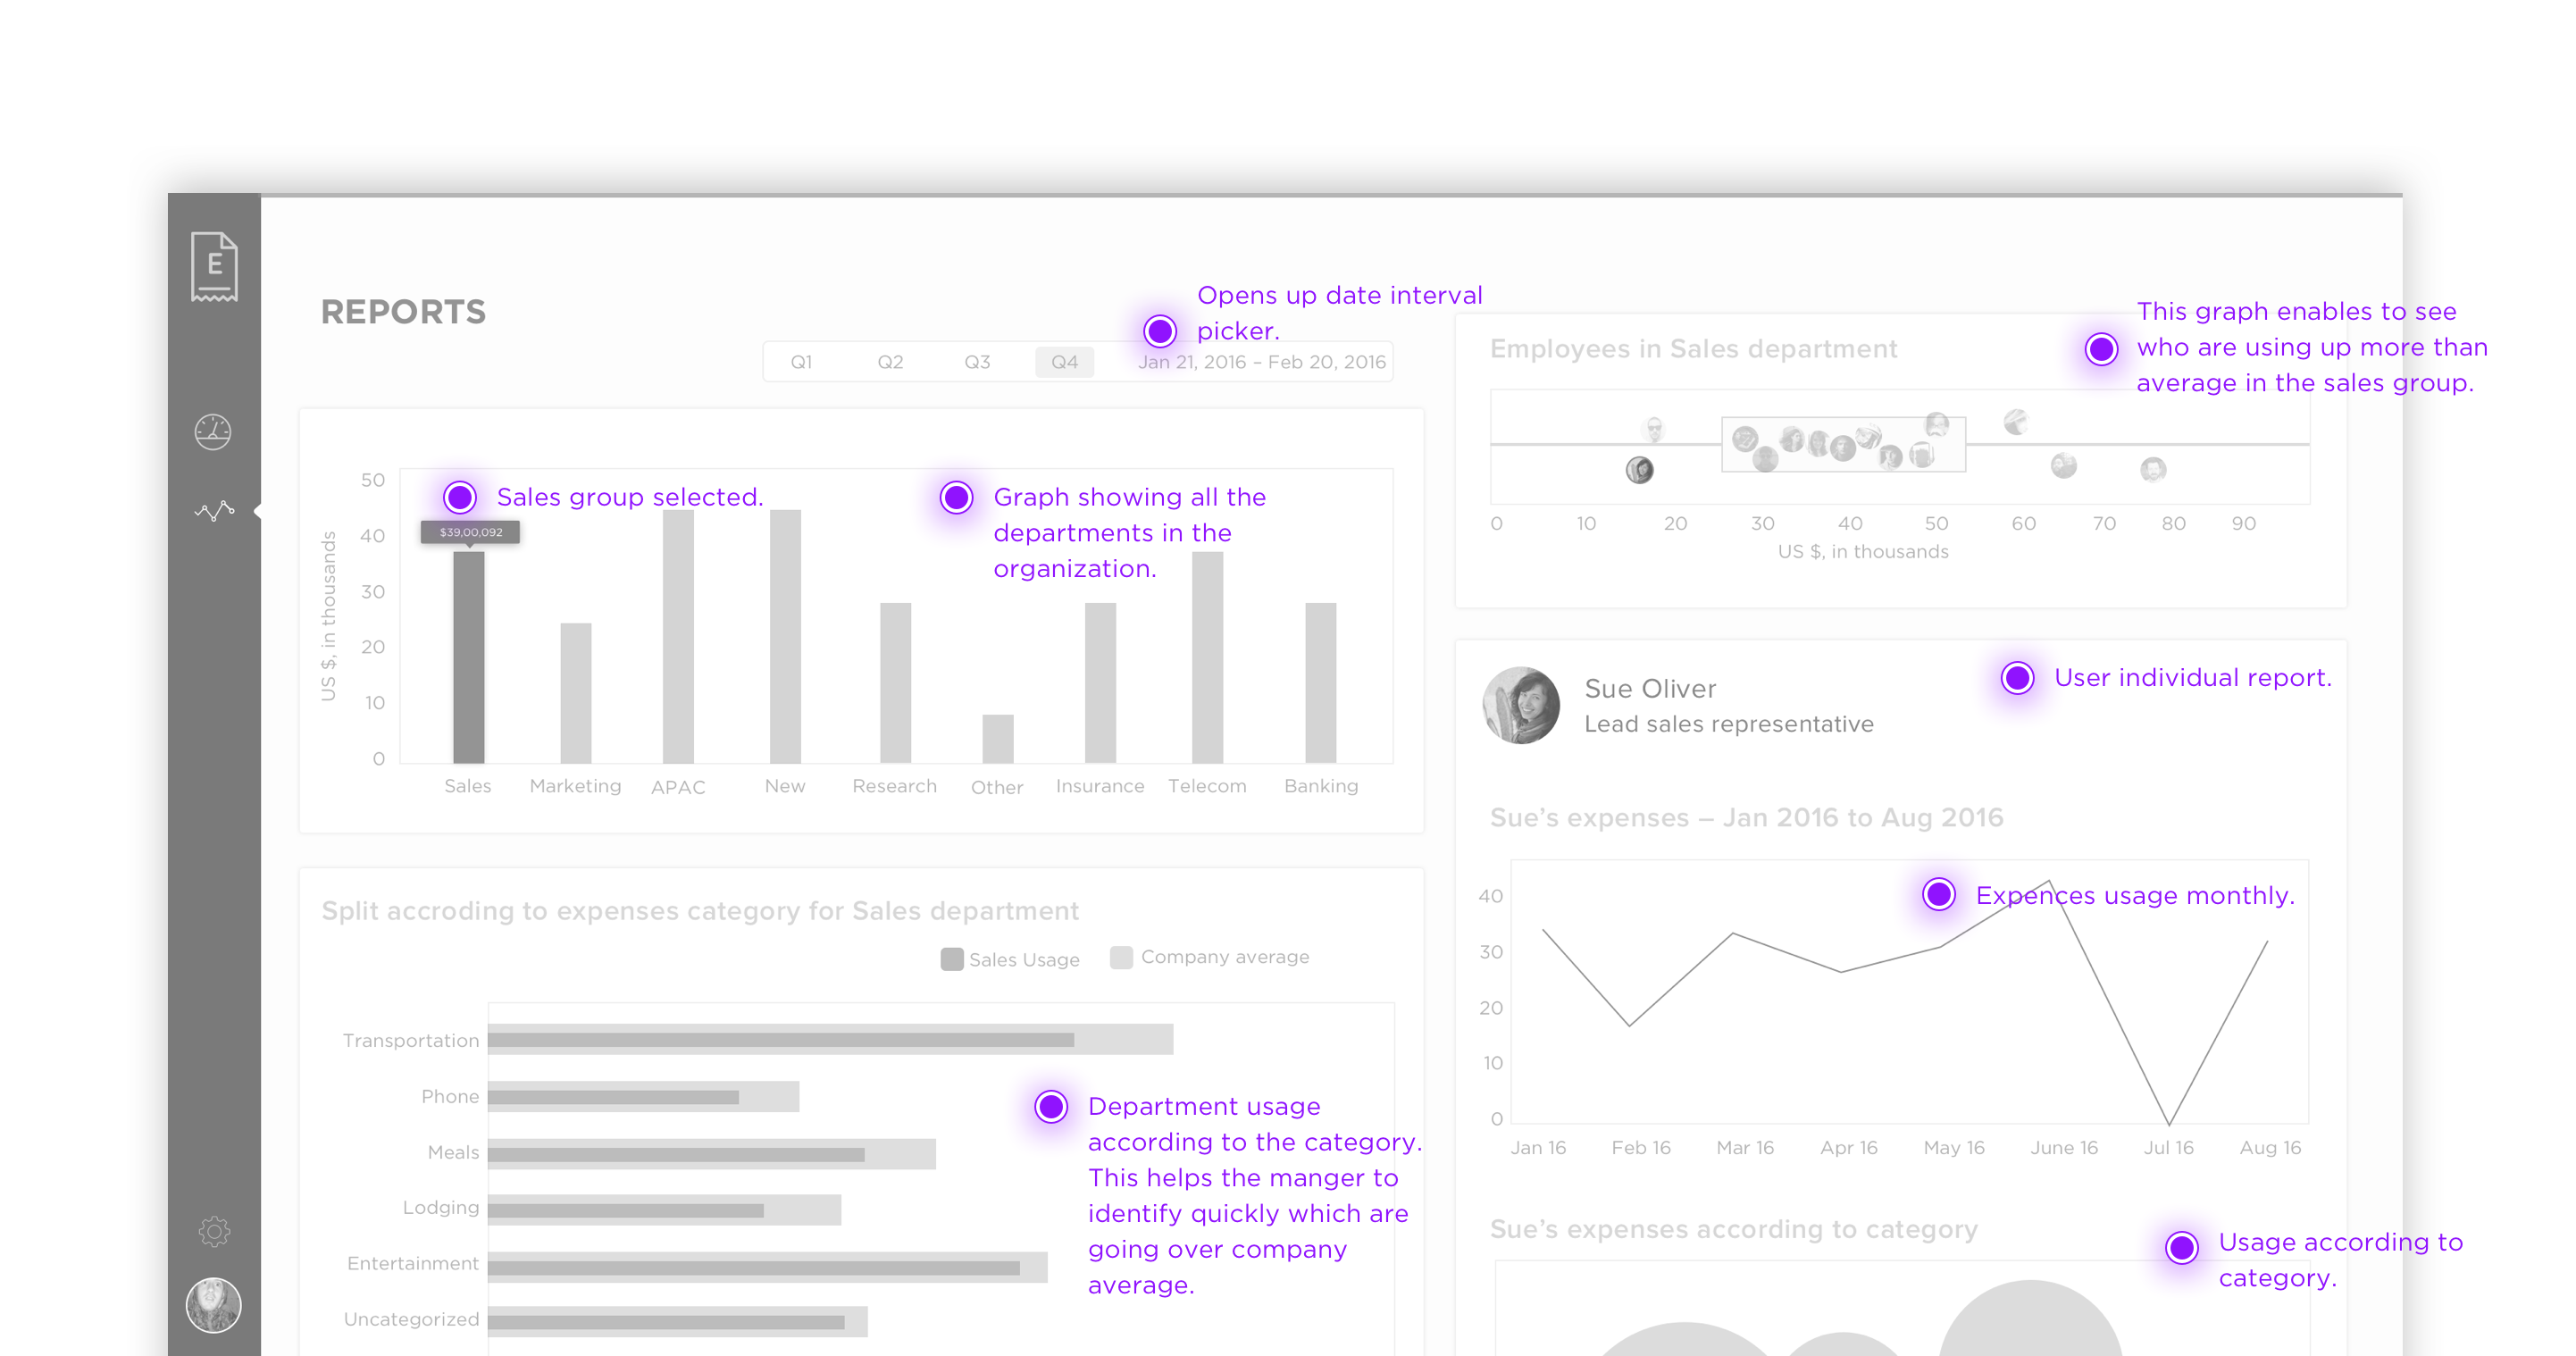 E
REPORTS
Opens up date interval
picker.
Q1 Q2 Q3 Q4 Jan 21, 2016 – Feb 20, 2016
50
40
30
20
10
0
US $, in thousands
Sales group selected.
$39,00,092
Graph showing all the
departments in the
organization.
Sales Marketing APAC New Research Other Insurance Telecom Banking
Split accroding to expenses category for Sales department
Sales Usage Company average
Transportation
Phone
Meals
Lodging
Entertainment
Uncategorized
Department usage
according to the category.
This helps the manger to
identify quickly which are
going over company
average.
Employees in Sales department
This graph enables to see
who are using up more than
average in the sales group.
0 10 20 30 40 50 60 70 80 90
US $, in thousands
Sue Oliver
Lead sales representative
User individual report.
Sue’s expenses – Jan 2016 to Aug 2016
Expences usage monthly.
40
30
20
10
0
Jan 16 Feb 16 Mar 16 Apr 16 May 16 June 16 Jul 16 Aug 16
Sue’s expenses according to category
Usage according to
category.